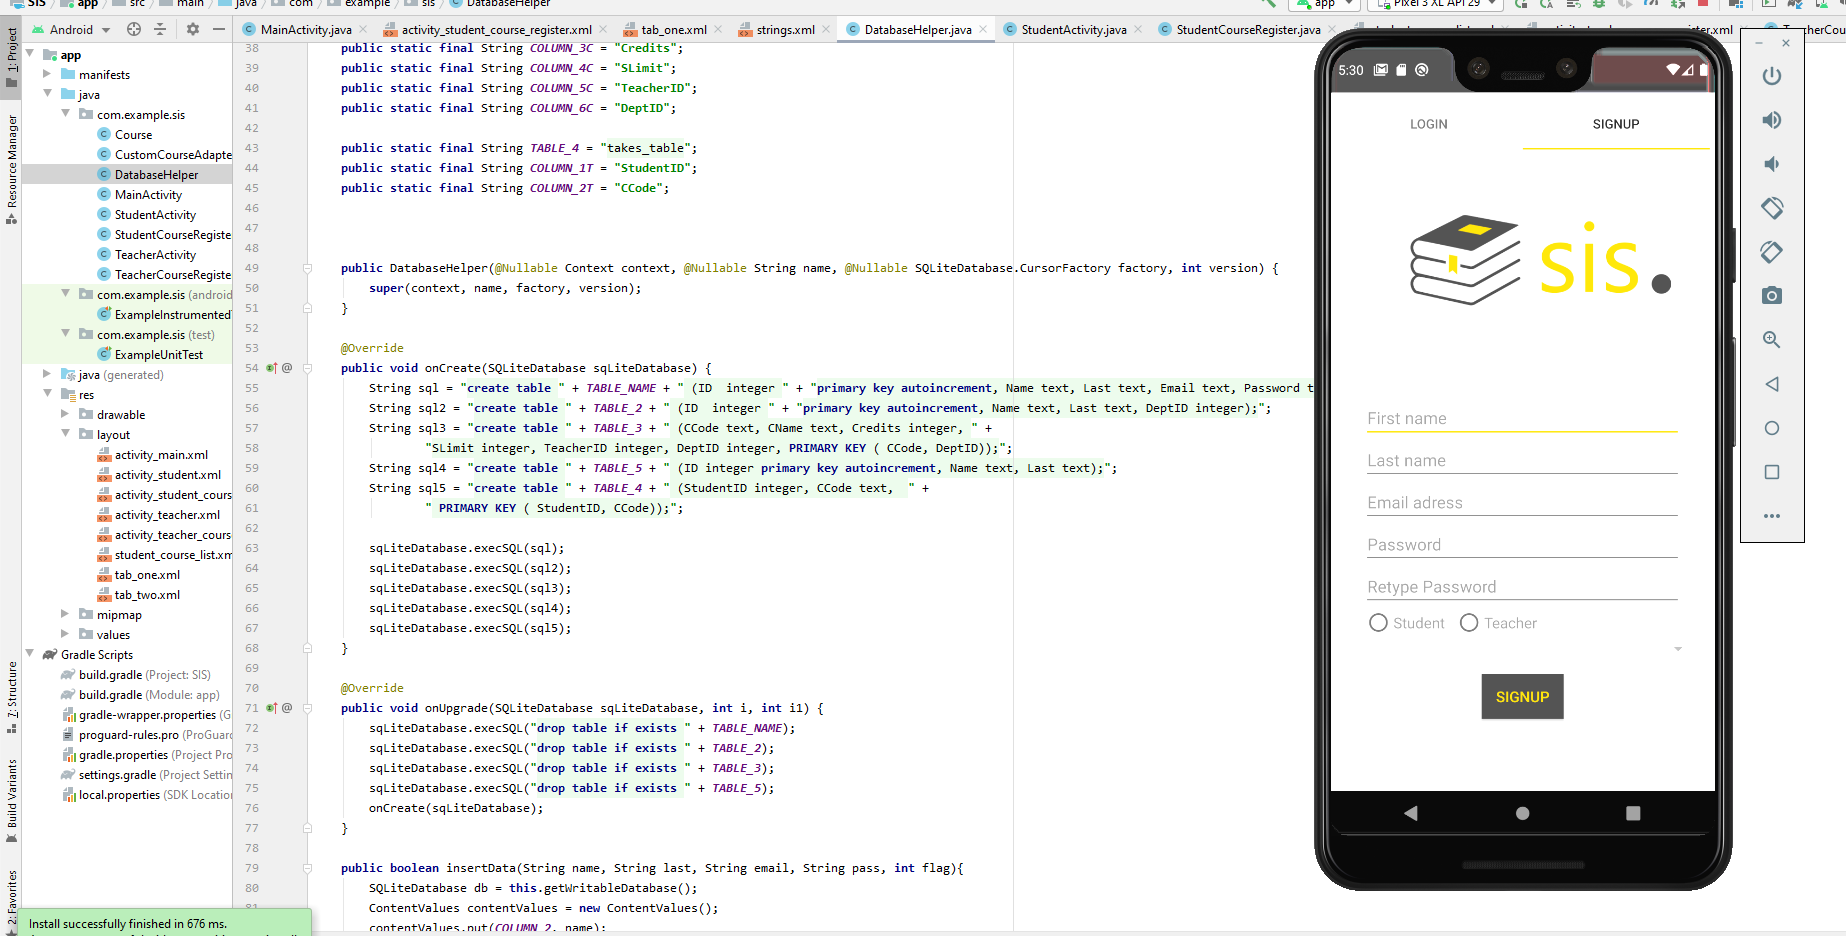 SIS app src main java com example sis DatabaseHelper
app Pixel 3 XL API 29
Android
MainActivity.java activity_student_course_register.xml tab_one.xml strings.xml DatabaseHelper.java StudentActivity.java StudentCourseRegister.java
1: Project
Resource Manager
7: Structure
Build Variants
2: Favorites
app
manifests
java
com.example.sis
Course
CustomCourseAdapte
DatabaseHelper
MainActivity
StudentActivity
StudentCourseRegiste
TeacherActivity
TeacherCourseRegiste
com.example.sis (android
ExampleInstrumented
com.example.sis (test)
ExampleUnitTest
java (generated)
res
drawable
layout
activity_main.xml
activity_student.xml
activity_student_cours
activity_teacher.xml
activity_teacher_cours
student_course_list.xm
tab_one.xml
tab_two.xml
mipmap
values
Gradle Scripts
build.gradle (Project: SIS)
build.gradle (Module: app)
gradle-wrapper.properties (G
proguard-rules.pro (ProGuard
gradle.properties (Project Pro
settings.gradle (Project Settin
local.properties (SDK Location
Install successfully finished in 676 ms.
38 public static final String COLUMN_3C = "Credits";
39 public static final String COLUMN_4C = "SLimit";
40 public static final String COLUMN_5C = "TeacherID";
41 public static final String COLUMN_6C = "DeptID";
42
43 public static final String TABLE_4 = "takes_table";
44 public static final String COLUMN_1T = "StudentID";
45 public static final String COLUMN_2T = "CCode";
46
47
48
49 public DatabaseHelper(@Nullable Context context, @Nullable String name, @Nullable SQLiteDatabase.CursorFactory factory, int version) {
50 super(context, name, factory, version);
51 }
52
53 @Override
54 public void onCreate(SQLiteDatabase sqLiteDatabase) {
55 String sql = "create table " + TABLE_NAME + " (ID  integer " + "primary key autoincrement, Name text, Last text, Email text, Password t
56 String sql2 = "create table " + TABLE_2 + " (ID  integer " + "primary key autoincrement, Name text, Last text, DeptID integer);";
57 String sql3 = "create table " + TABLE_3 + " (CCode text, CName text, Credits integer, " +
58 "SLimit integer, TeacherID integer, DeptID integer, PRIMARY KEY ( CCode, DeptID));";
59 String sql4 = "create table " + TABLE_5 + " (ID integer primary key autoincrement, Name text, Last text);";
60 String sql5 = "create table " + TABLE_4 + " (StudentID integer, CCode text,  " +
61 " PRIMARY KEY ( StudentID, CCode));";
62
63 sqLiteDatabase.execSQL(sql);
64 sqLiteDatabase.execSQL(sql2);
65 sqLiteDatabase.execSQL(sql3);
66 sqLiteDatabase.execSQL(sql4);
67 sqLiteDatabase.execSQL(sql5);
68 }
69
70 @Override
71 public void onUpgrade(SQLiteDatabase sqLiteDatabase, int i, int i1) {
72 sqLiteDatabase.execSQL("drop table if exists " + TABLE_NAME);
73 sqLiteDatabase.execSQL("drop table if exists " + TABLE_2);
74 sqLiteDatabase.execSQL("drop table if exists " + TABLE_3);
75 sqLiteDatabase.execSQL("drop table if exists " + TABLE_5);
76 onCreate(sqLiteDatabase);
77 }
78
79 public boolean insertData(String name, String last, String email, String pass, int flag){
80 SQLiteDatabase db = this.getWritableDatabase();
81 ContentValues contentValues = new ContentValues();
contentValues.put(COLUMN_2, name);
5:30
LOGIN SIGNUP
sis.
First name
Last name
Email adress
Password
Retype Password
Student Teacher
SIGNUP